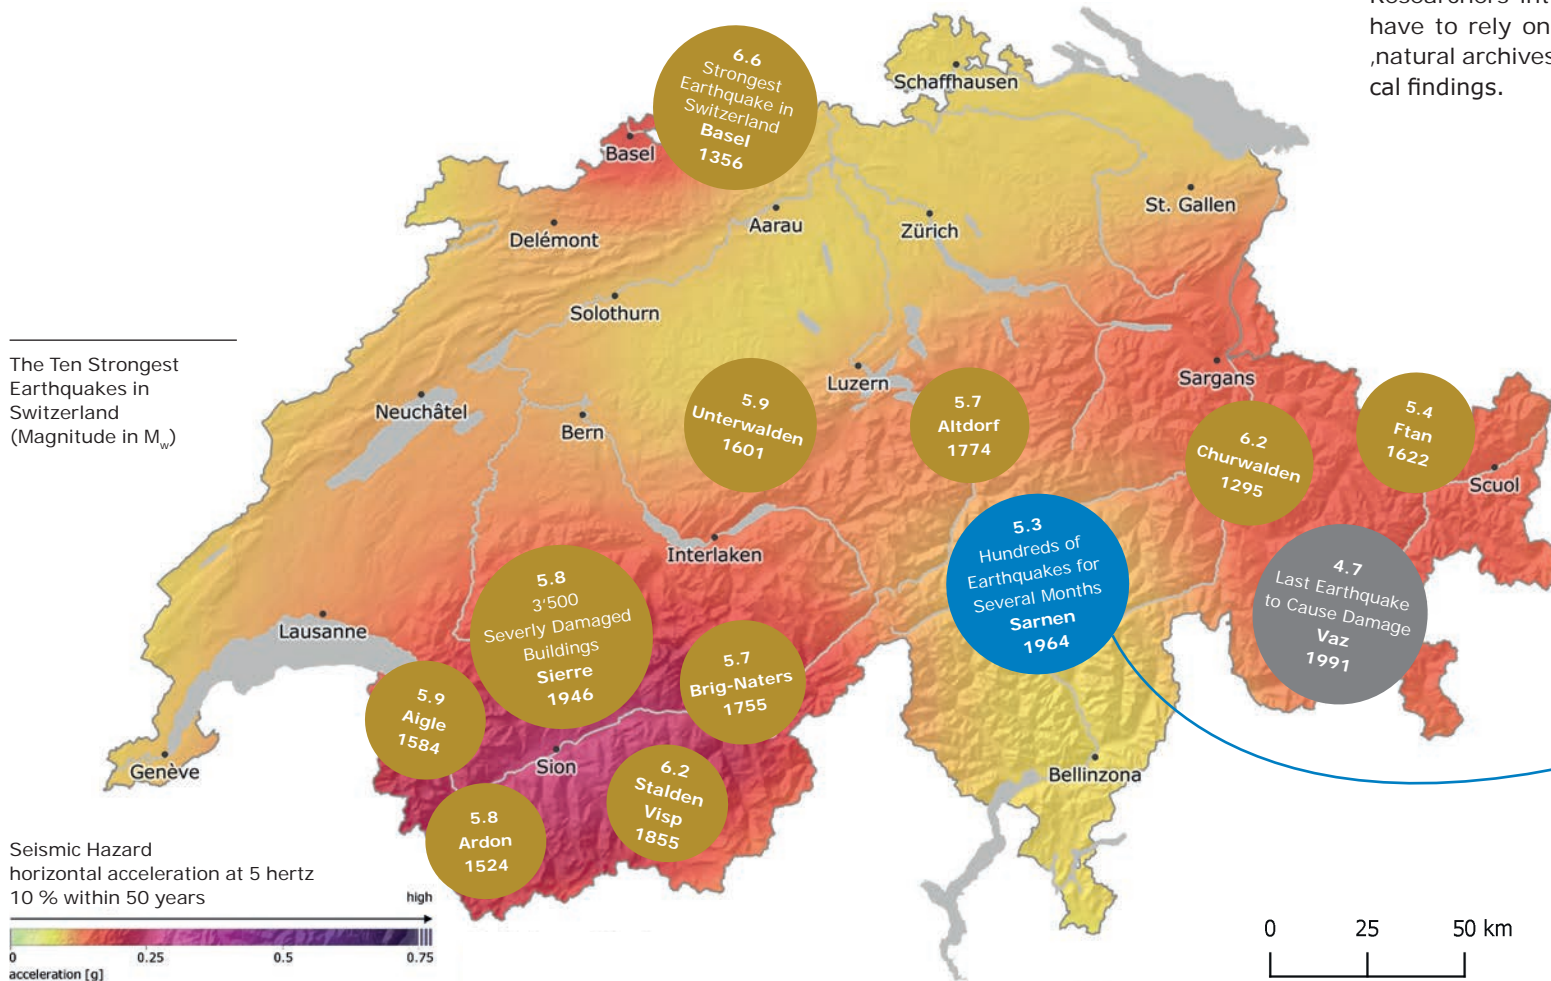 Researchers int
have to rely on
‚natural archives
cal findings.
6.6
Strongest
Earthquake in
Switzerland
Basel
1356
Schaffhausen
Basel
St. Gallen
Aarau
Zürich
Delémont
Solothurn
The Ten Strongest
Earthquakes in
Switzerland
(Magnitude in Mw)
Luzern
Sargans
Neuchâtel
Bern
5.9
Unterwalden
1601
5.7
Altdorf
1774
6.2
Churwalden
1295
5.4
Ftan
1622
Scuol
Interlaken
5.3
Hundreds of
Earthquakes for
Several Months
Sarnen
1964
4.7
Last Earthquake
to Cause Damage
Vaz
1991
5.8
3‘500
Severly Damaged
Buildings
Sierre
1946
Lausanne
5.7
Brig-Naters
1755
5.9
Aigle
1584
Genève
Sion
Bellinzona
6.2
Stalden
Visp
1855
5.8
Ardon
1524
Seismic Hazard
horizontal acceleration at 5 hertz
10 % within 50 years
high
0 0.25 0.5 0.75
acceleration [g]
0 25 50 km